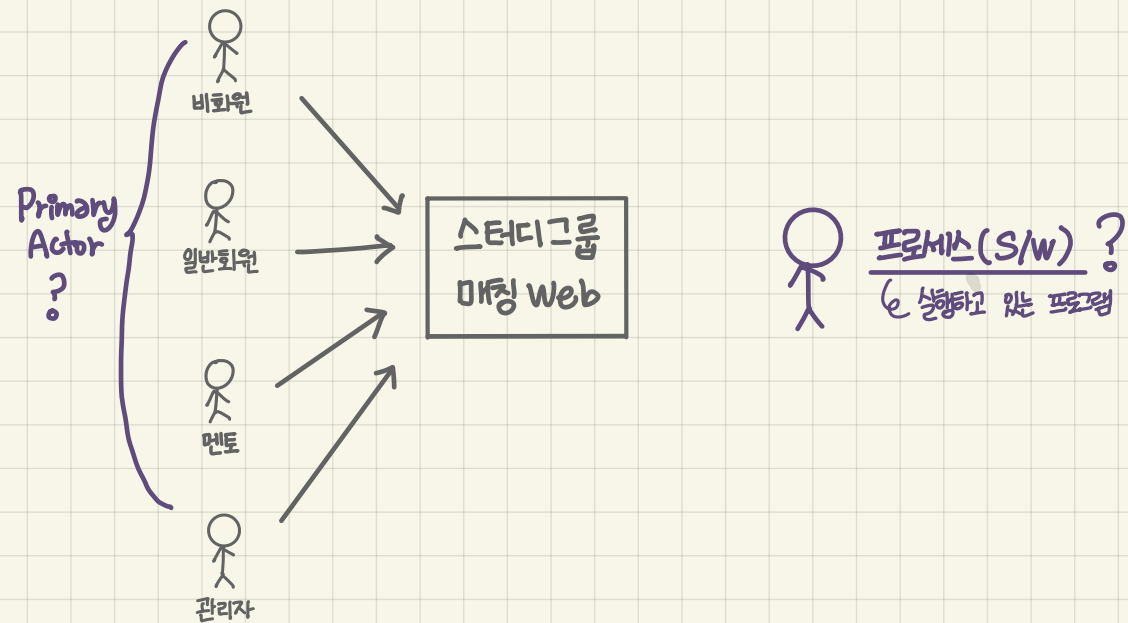 비회원
Primary
Actor
?
일반회원
멘토
관리자
스터디그룹
매칭 Web
프로세스(S/W) ?
실행하고 있는 프로그램